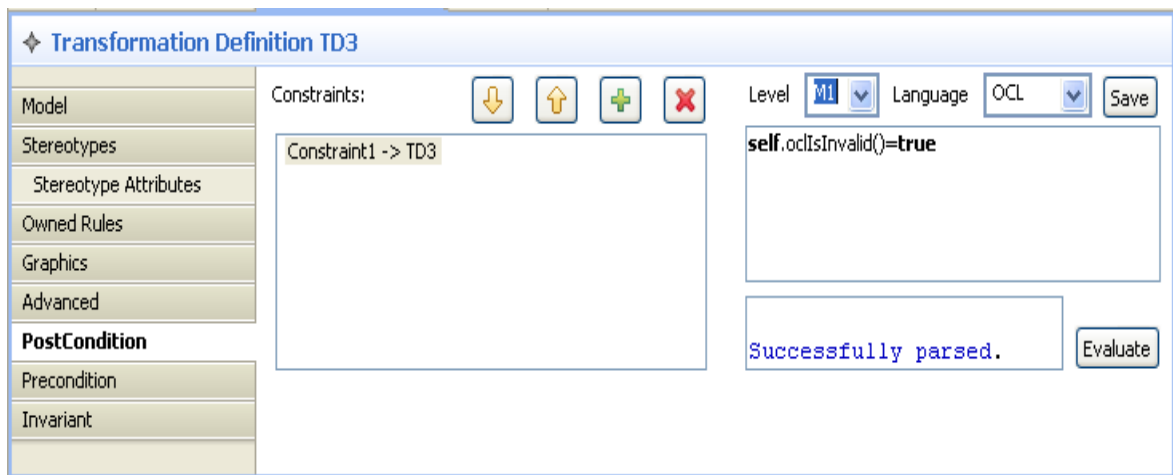 Transformation Definition TD3
Model
Stereotypes
Stereotype Attributes
Owned Rules
Graphics
Advanced
PostCondition
Precondition
Invariant
Constraints:
Constraint1 -> TD3
Level M1 Language OCL Save
self.oclIsInvalid()=true
Successfully parsed.
Evaluate